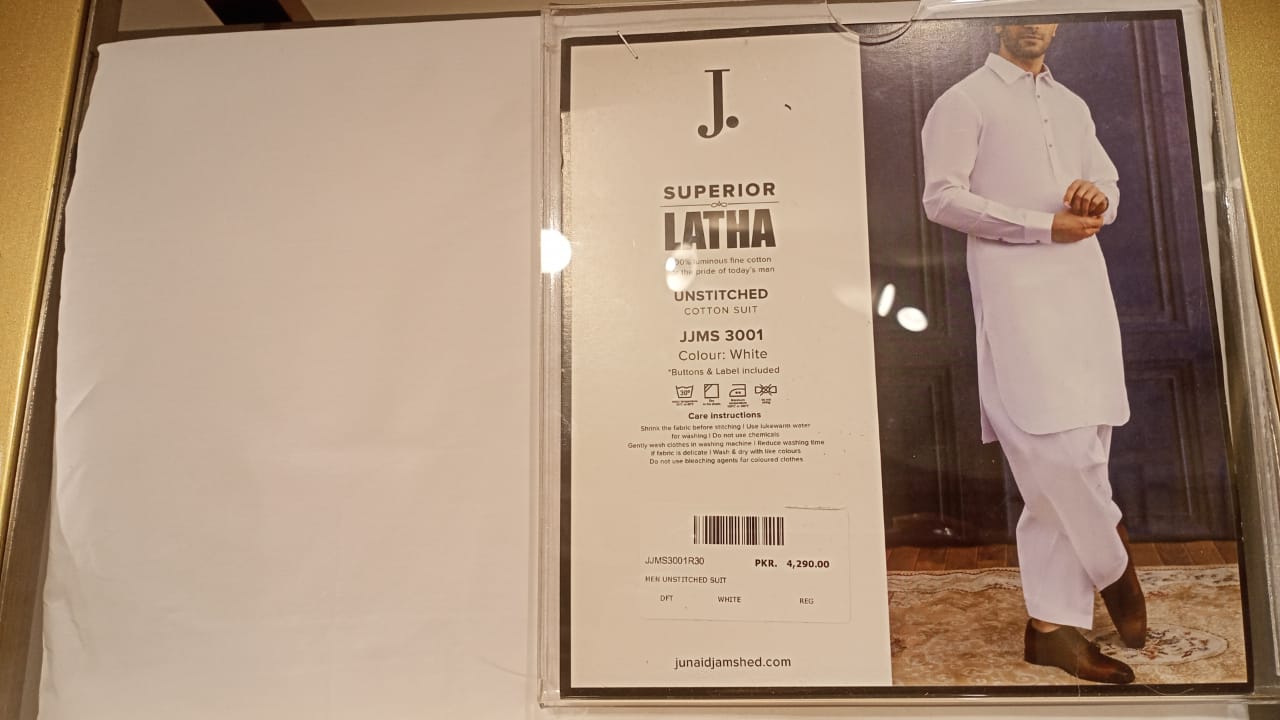 J.
SUPERIOR
LATHA
100% luminous fine cotton
for the pride of today's man
UNSTITCHED
COTTON SUIT
JJMS 3001
Colour: White
*Buttons & Label included
30°
Care instructions
Shrink the fabric before stitching | Use lukewarm water
for washing | Do not use chemicals
Gently wash clothes in washing machine | Reduce washing time
if fabric is delicate | Wash & dry with like colours
Do not use bleaching agents for coloured clothes
JJMS3001R30 PKR. 4,290.00
MEN UNSTITCHED SUIT
DFT WHITE REG
junaidjamshed.com